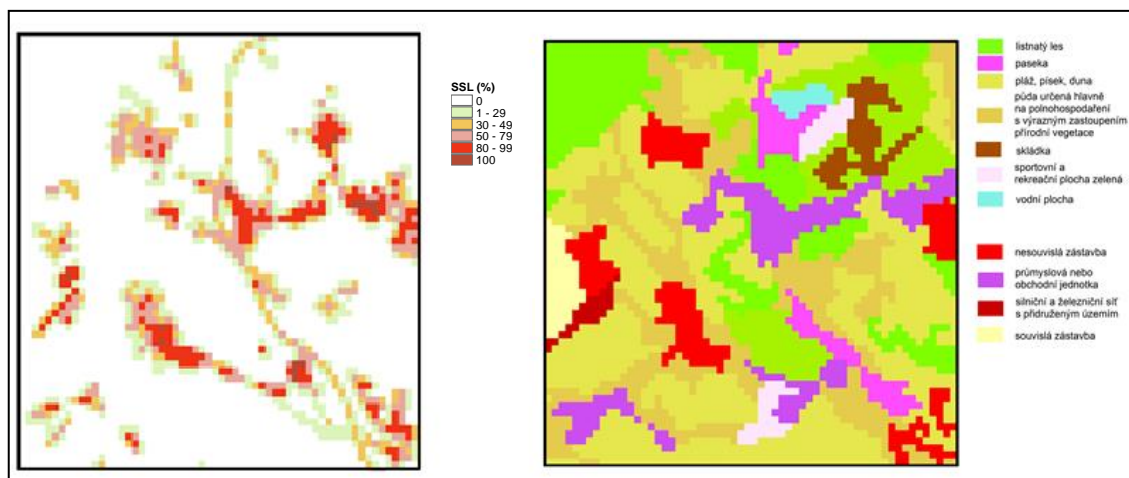 SSL (%)
0
1 - 29
30 - 49
50 - 79
80 - 99
100
listnatý les
paseka
pláž, písek, duna
půda určená hlavně
na polnohospodaření
s výrazným zastoupením
přírodní vegetace
skládka
sportovní a
rekreační plocha zelená
vodní plocha
nesouvislá zástavba
průmyslová nebo
obchodní jednotka
silniční a železniční síť
s přidruženým územím
souvislá zástavba